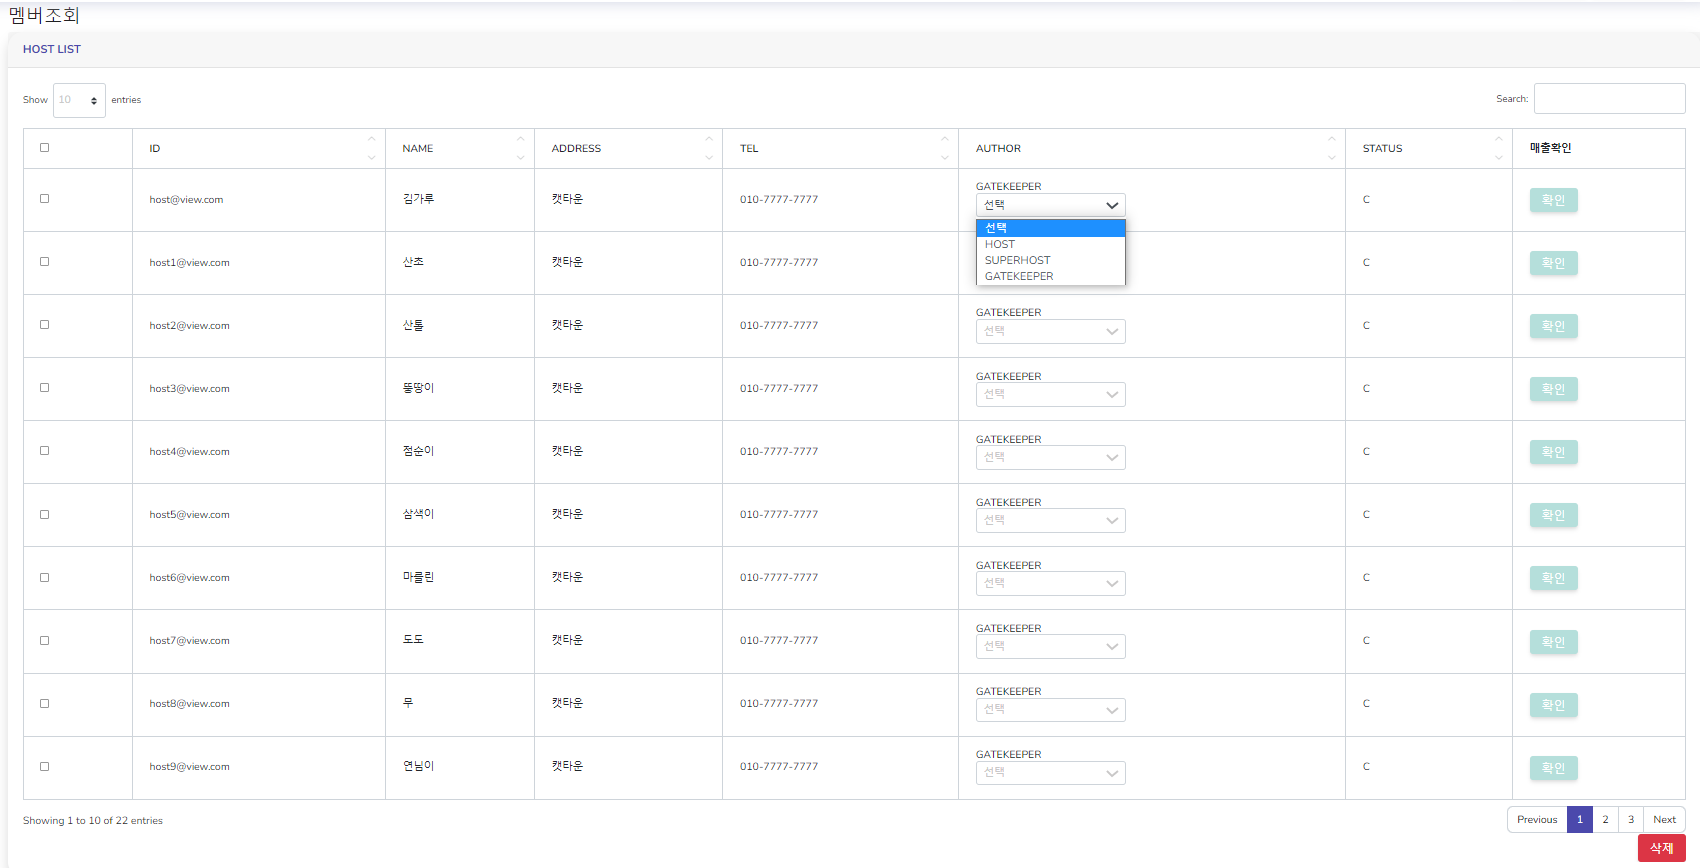 멤버조회
HOST LIST
Show 10 entries
Search:
ID NAME ADDRESS TEL AUTHOR STATUS 매출확인
host@view.com 김가루 캣타운 010-7777-7777 GATEKEEPER C 확인
선택
선택
HOST
SUPERHOST
GATEKEEPER
host1@view.com 산초 캣타운 010-7777-7777 C 확인
host2@view.com 산톨 캣타운 010-7777-7777 GATEKEEPER C 확인
선택
host3@view.com 뚱땅이 캣타운 010-7777-7777 GATEKEEPER C 확인
선택
host4@view.com 점순이 캣타운 010-7777-7777 GATEKEEPER C 확인
선택
host5@view.com 삼색이 캣타운 010-7777-7777 GATEKEEPER C 확인
선택
host6@view.com 마틸린 캣타운 010-7777-7777 GATEKEEPER C 확인
선택
host7@view.com 도도 캣타운 010-7777-7777 GATEKEEPER C 확인
선택
host8@view.com 무 캣타운 010-7777-7777 GATEKEEPER C 확인
선택
host9@view.com 연님이 캣타운 010-7777-7777 GATEKEEPER C 확인
선택
Showing 1 to 10 of 22 entries
Previous 1 2 3 Next
삭제